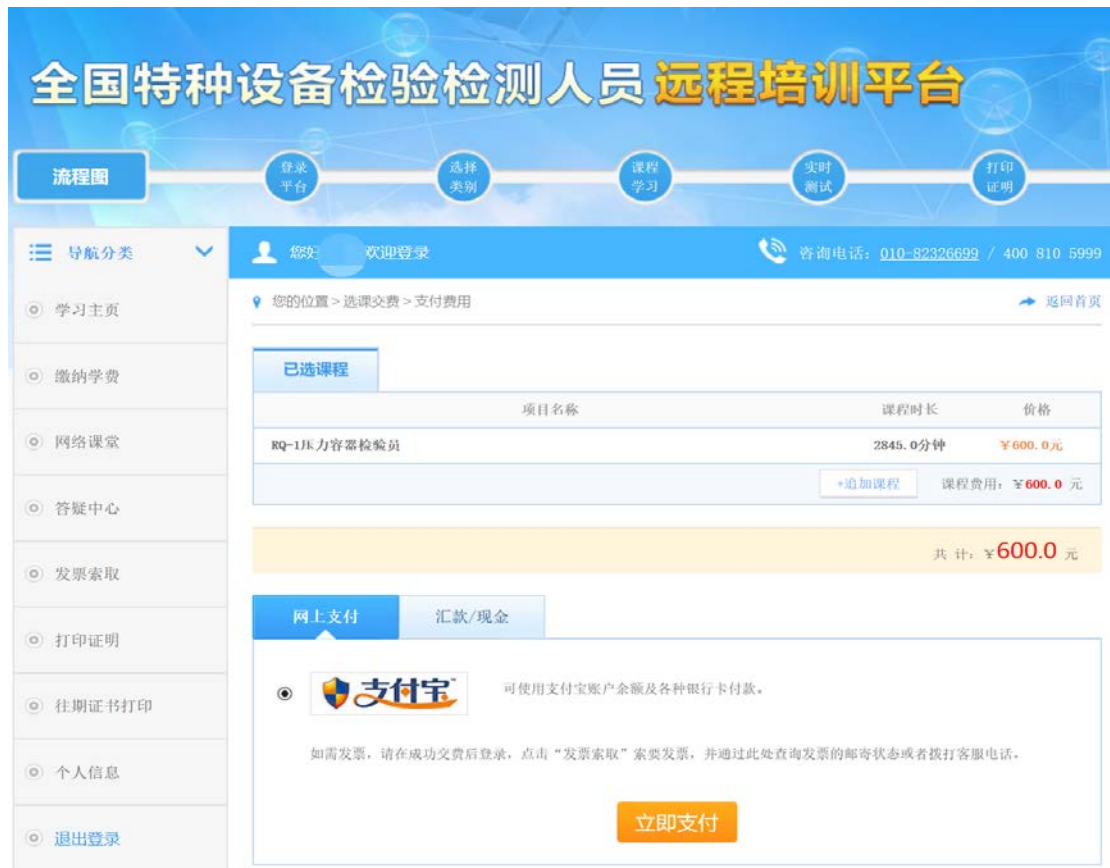 全国特种设备检验检测人员远程培训平台
流程图
登录
平台
选择
类别
课程
学习
实时
测试
打印
证明
导航分类
您好 欢迎登录
咨询电话：010-82326699 / 400 810 5999
学习主页
缴纳学费
网络课堂
答疑中心
发票索取
打印证明
往期证书打印
个人信息
退出登录
您的位置 > 选课交费 > 支付费用
返回首页
已选课程
项目名称 课程时长 价格
RQ-1压力容器检验员 2845.0分钟 ￥600.0元
+追加课程 课程费用：￥600.0 元
共 计：￥600.0 元
网上支付 汇款/现金
支付宝 可使用支付宝账户余额及各种银行卡付款。
如需发票，请在成功交费后登录，点击“发票索取”索要发票，并通过此处查询发票的邮寄状态或者拨打客服电话。
立即支付